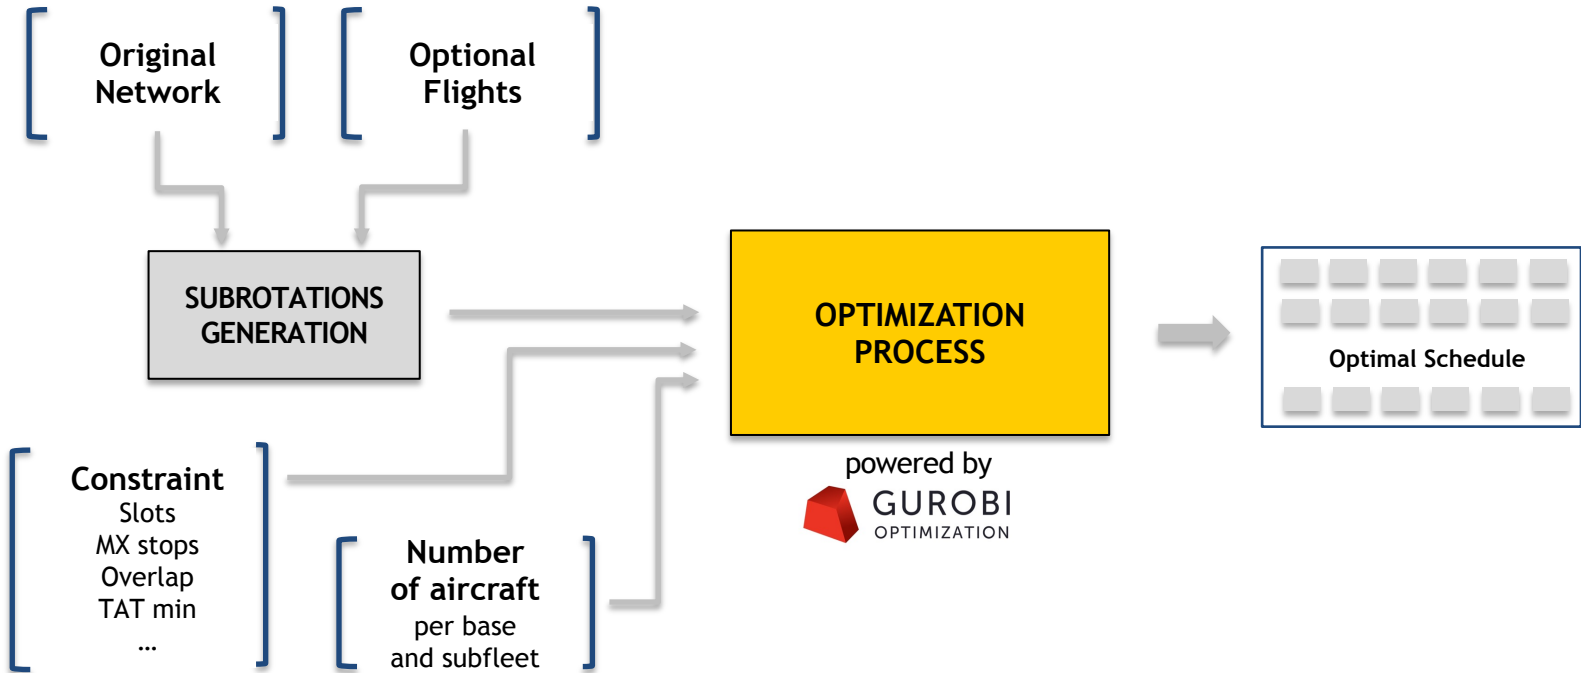 Original
Network
Optional
Flights
SUBROTATIONS
GENERATION
OPTIMIZATION
PROCESS
Optimal Schedule
powered by
GUROBI
OPTIMIZATION
Constraint
Slots
MX stops
Overlap
TAT min
...
Number
of aircraft
per base
and subfleet